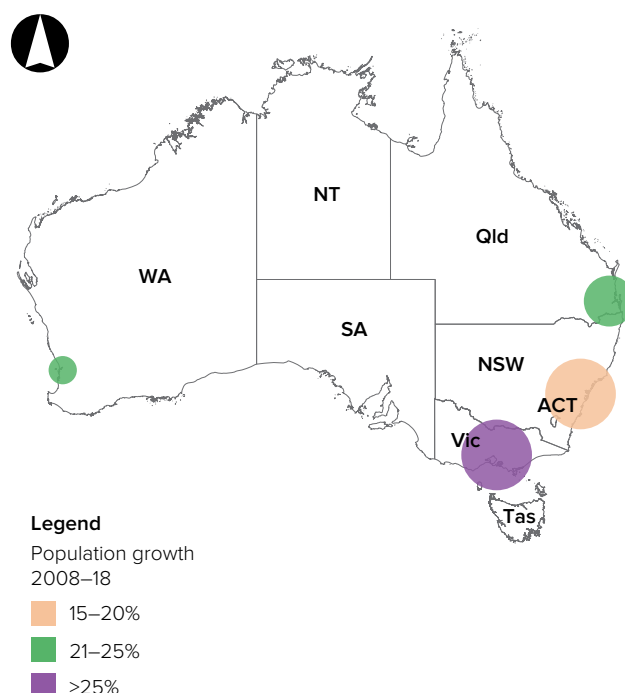 NT
Qld
WA
SA
NSW
ACT
Vic
Tas
Legend
Population growth
2008–18
15–20%
21–25%
>25%